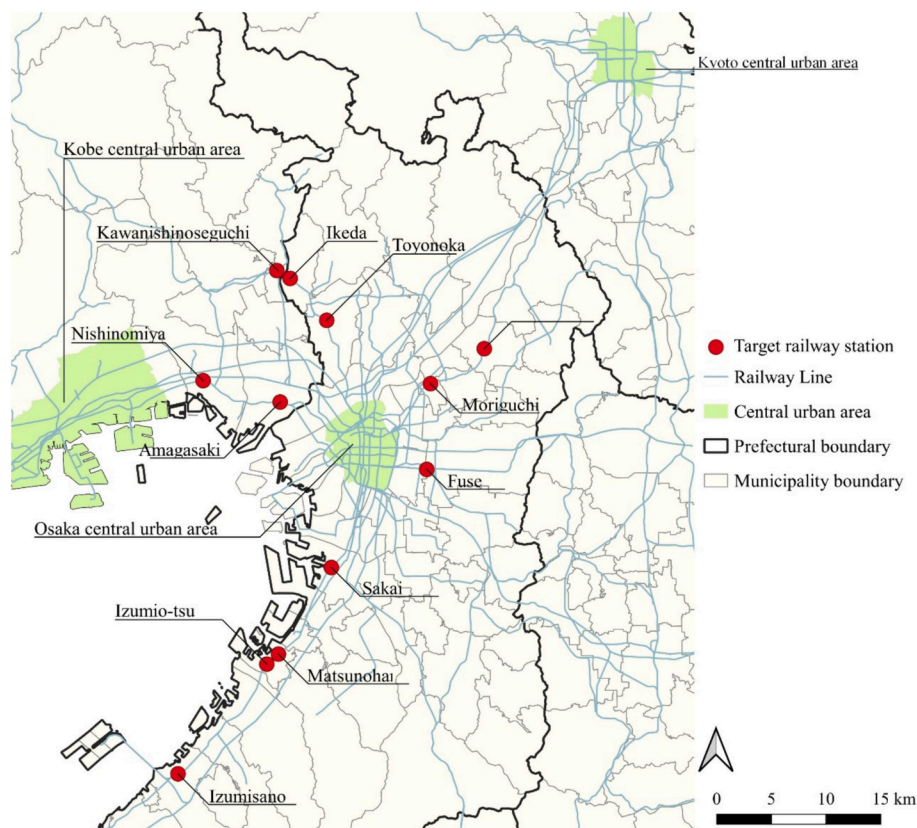 Kvoto central urban area
Kobe central urban area
Kawanishinoseguchi
Ikeda
Toyonoka
Nishinomiya
Moriguchi
Amagasaki
Fuse
Osaka central urban area
Sakai
Izumio-tsu
Matsunohai
Izumisano
Target railway station
Railway Line
Central urban area
Prefectural boundary
Municipality boundary
0 5 10 15 km